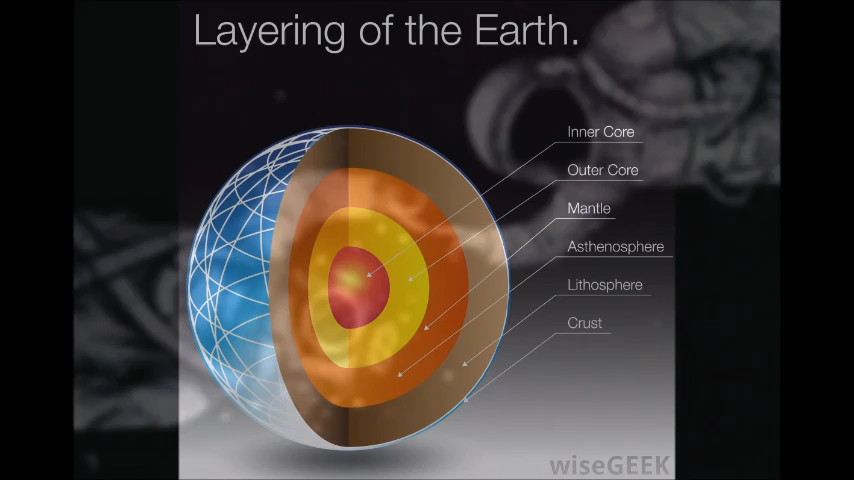 Layering of the Earth.
Inner Core
Outer Core
Mantle
Asthenosphere
Lithosphere
Crust
wiseGEEK